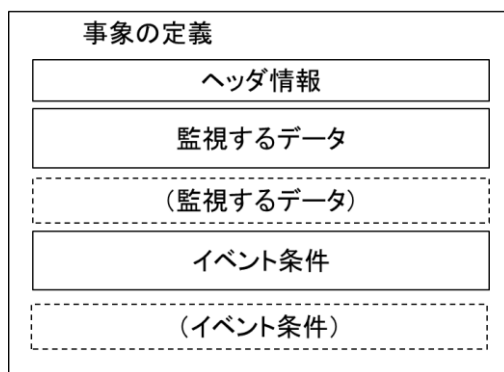 事象の定義
ヘッダ情報
監視するデータ
(監視するデータ)
イベント条件
(イベント条件)